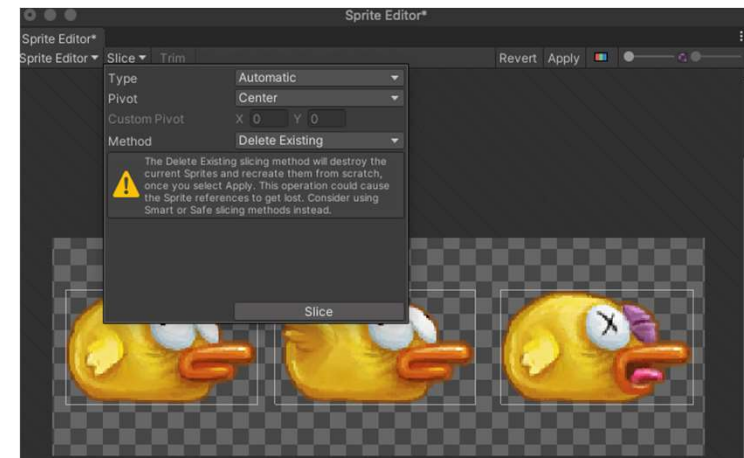 Sprite Editor*
Sprite Editor*
Sprite Editor Slice Trim Revert Apply
Type Automatic
Pivot Center
Custom Pivot X 0 Y 0
Method Delete Existing
The Delete Existing slicing method will destroy the
current Sprites and recreate them from scratch,
once you select Apply. This operation could cause
the Sprite references to get lost. Consider using
Smart or Safe slicing methods instead.
Slice